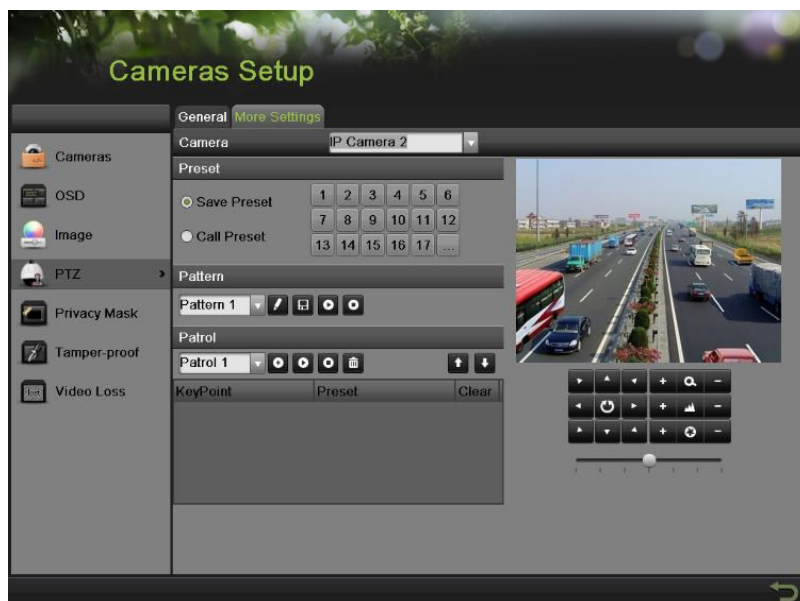 Cameras Setup
General More Settings
Cameras
OSD
Image
PTZ
Privacy Mask
Tamper-proof
Video Loss
Camera IP Camera 2
Preset
Save Preset
Call Preset
1 2 3 4 5 6
7 8 9 10 11 12
13 14 15 16 17 ...
Pattern
Pattern 1
Patrol
Patrol 1
KeyPoint Preset Clear